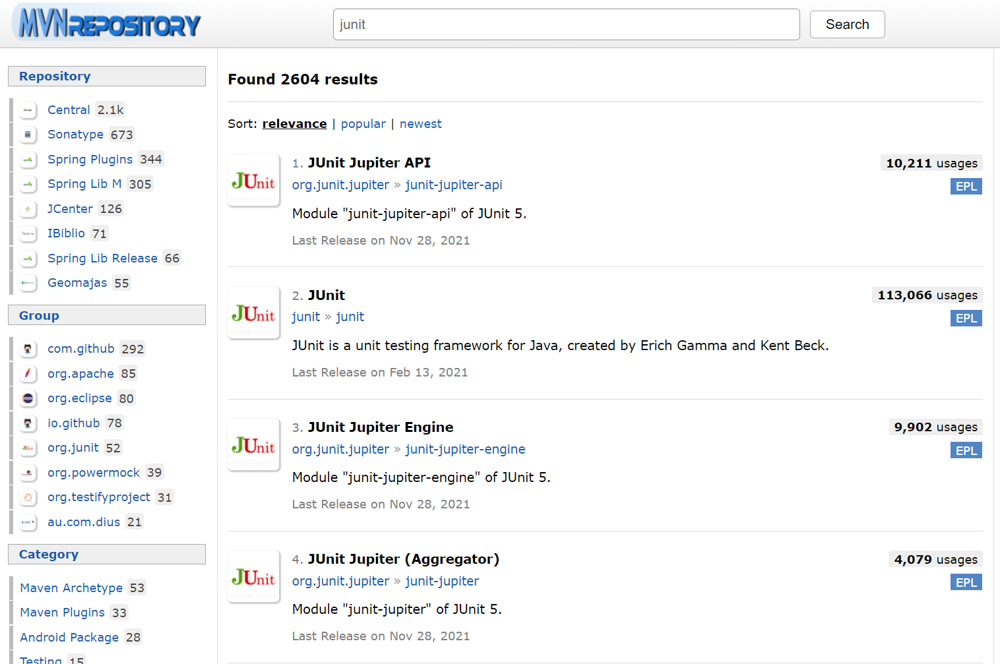 MVNREPOSITORY
junit
Search
Repository
Central 2.1k
Sonatype 673
Spring Plugins 344
Spring Lib M 305
JCenter 126
IBiblio 71
Spring Lib Release 66
Geomajas 55
Group
com.github 292
org.apache 85
org.eclipse 80
io.github 78
org.junit 52
org.powermock 39
org.testifyproject 31
au.com.dius 21
Category
Maven Archetype 53
Maven Plugins 33
Android Package 28
Testing 15
Found 2604 results
Sort: relevance | popular | newest
JUnit
1. JUnit Jupiter API
10,211 usages
org.junit.jupiter » junit-jupiter-api
EPL
Module "junit-jupiter-api" of JUnit 5.
Last Release on Nov 28, 2021
JUnit
2. JUnit
113,066 usages
junit » junit
EPL
JUnit is a unit testing framework for Java, created by Erich Gamma and Kent Beck.
Last Release on Feb 13, 2021
JUnit
3. JUnit Jupiter Engine
9,902 usages
org.junit.jupiter » junit-jupiter-engine
EPL
Module "junit-jupiter-engine" of JUnit 5.
Last Release on Nov 28, 2021
JUnit
4. JUnit Jupiter (Aggregator)
4,079 usages
org.junit.jupiter » junit-jupiter
EPL
Module "junit-jupiter" of JUnit 5.
Last Release on Nov 28, 2021